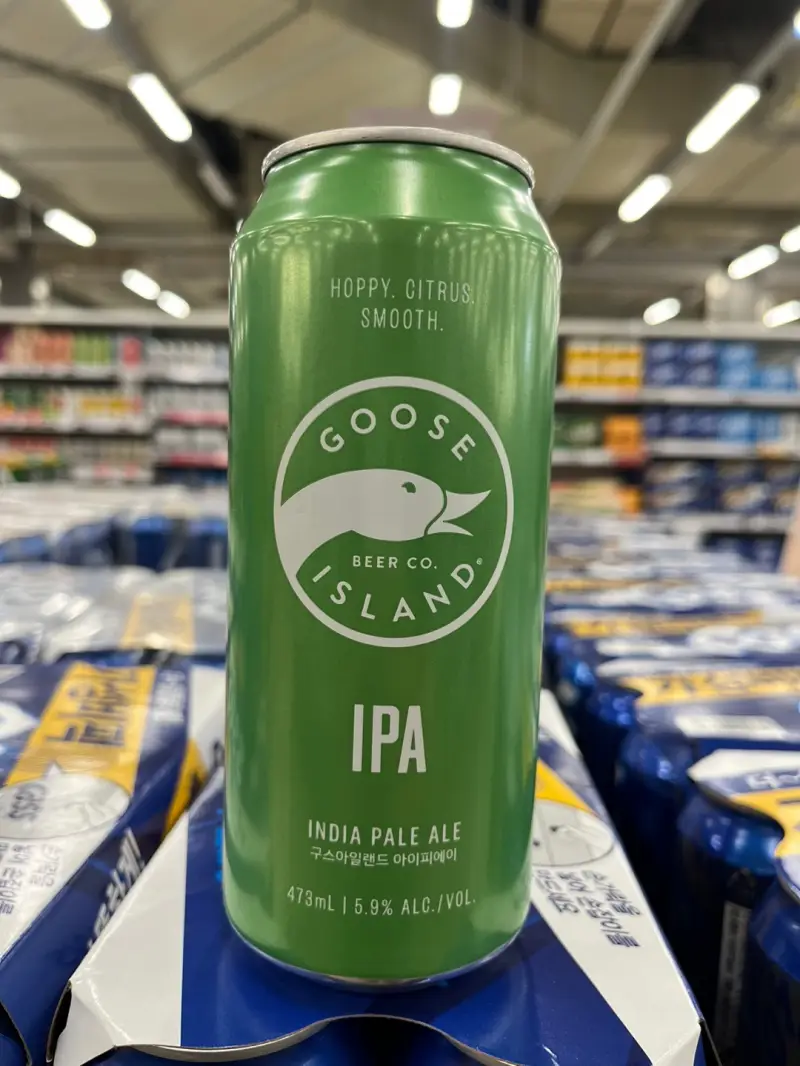 HOPPY. CITRUS.
SMOOTH.
GOOSE
BEER CO.
ISLAND®
IPA
INDIA PALE ALE
구스아일랜드 아이피에이
473mL | 5.9% ALC./VOL.